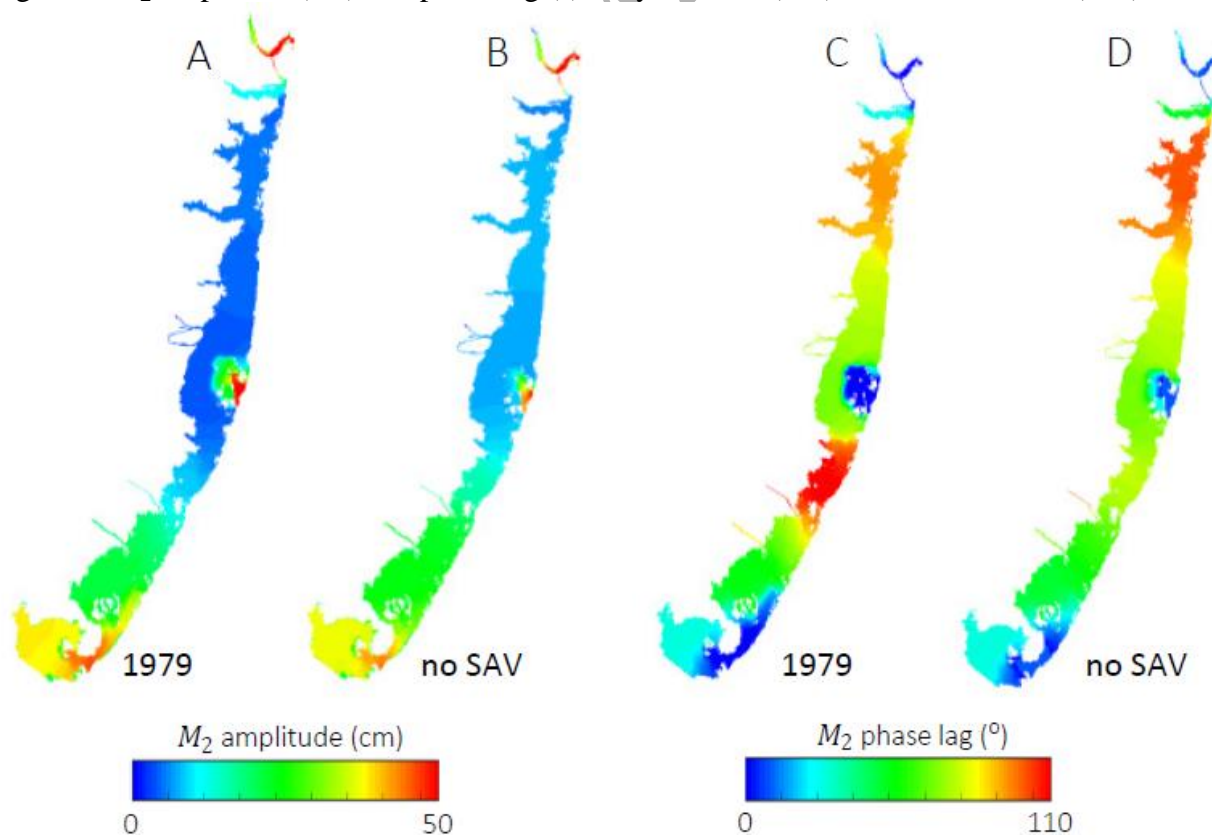 A B C D
1979 no SAV 1979 no SAV
M₂ amplitude (cm) M₂ phase lag (°)
0 50 0 110